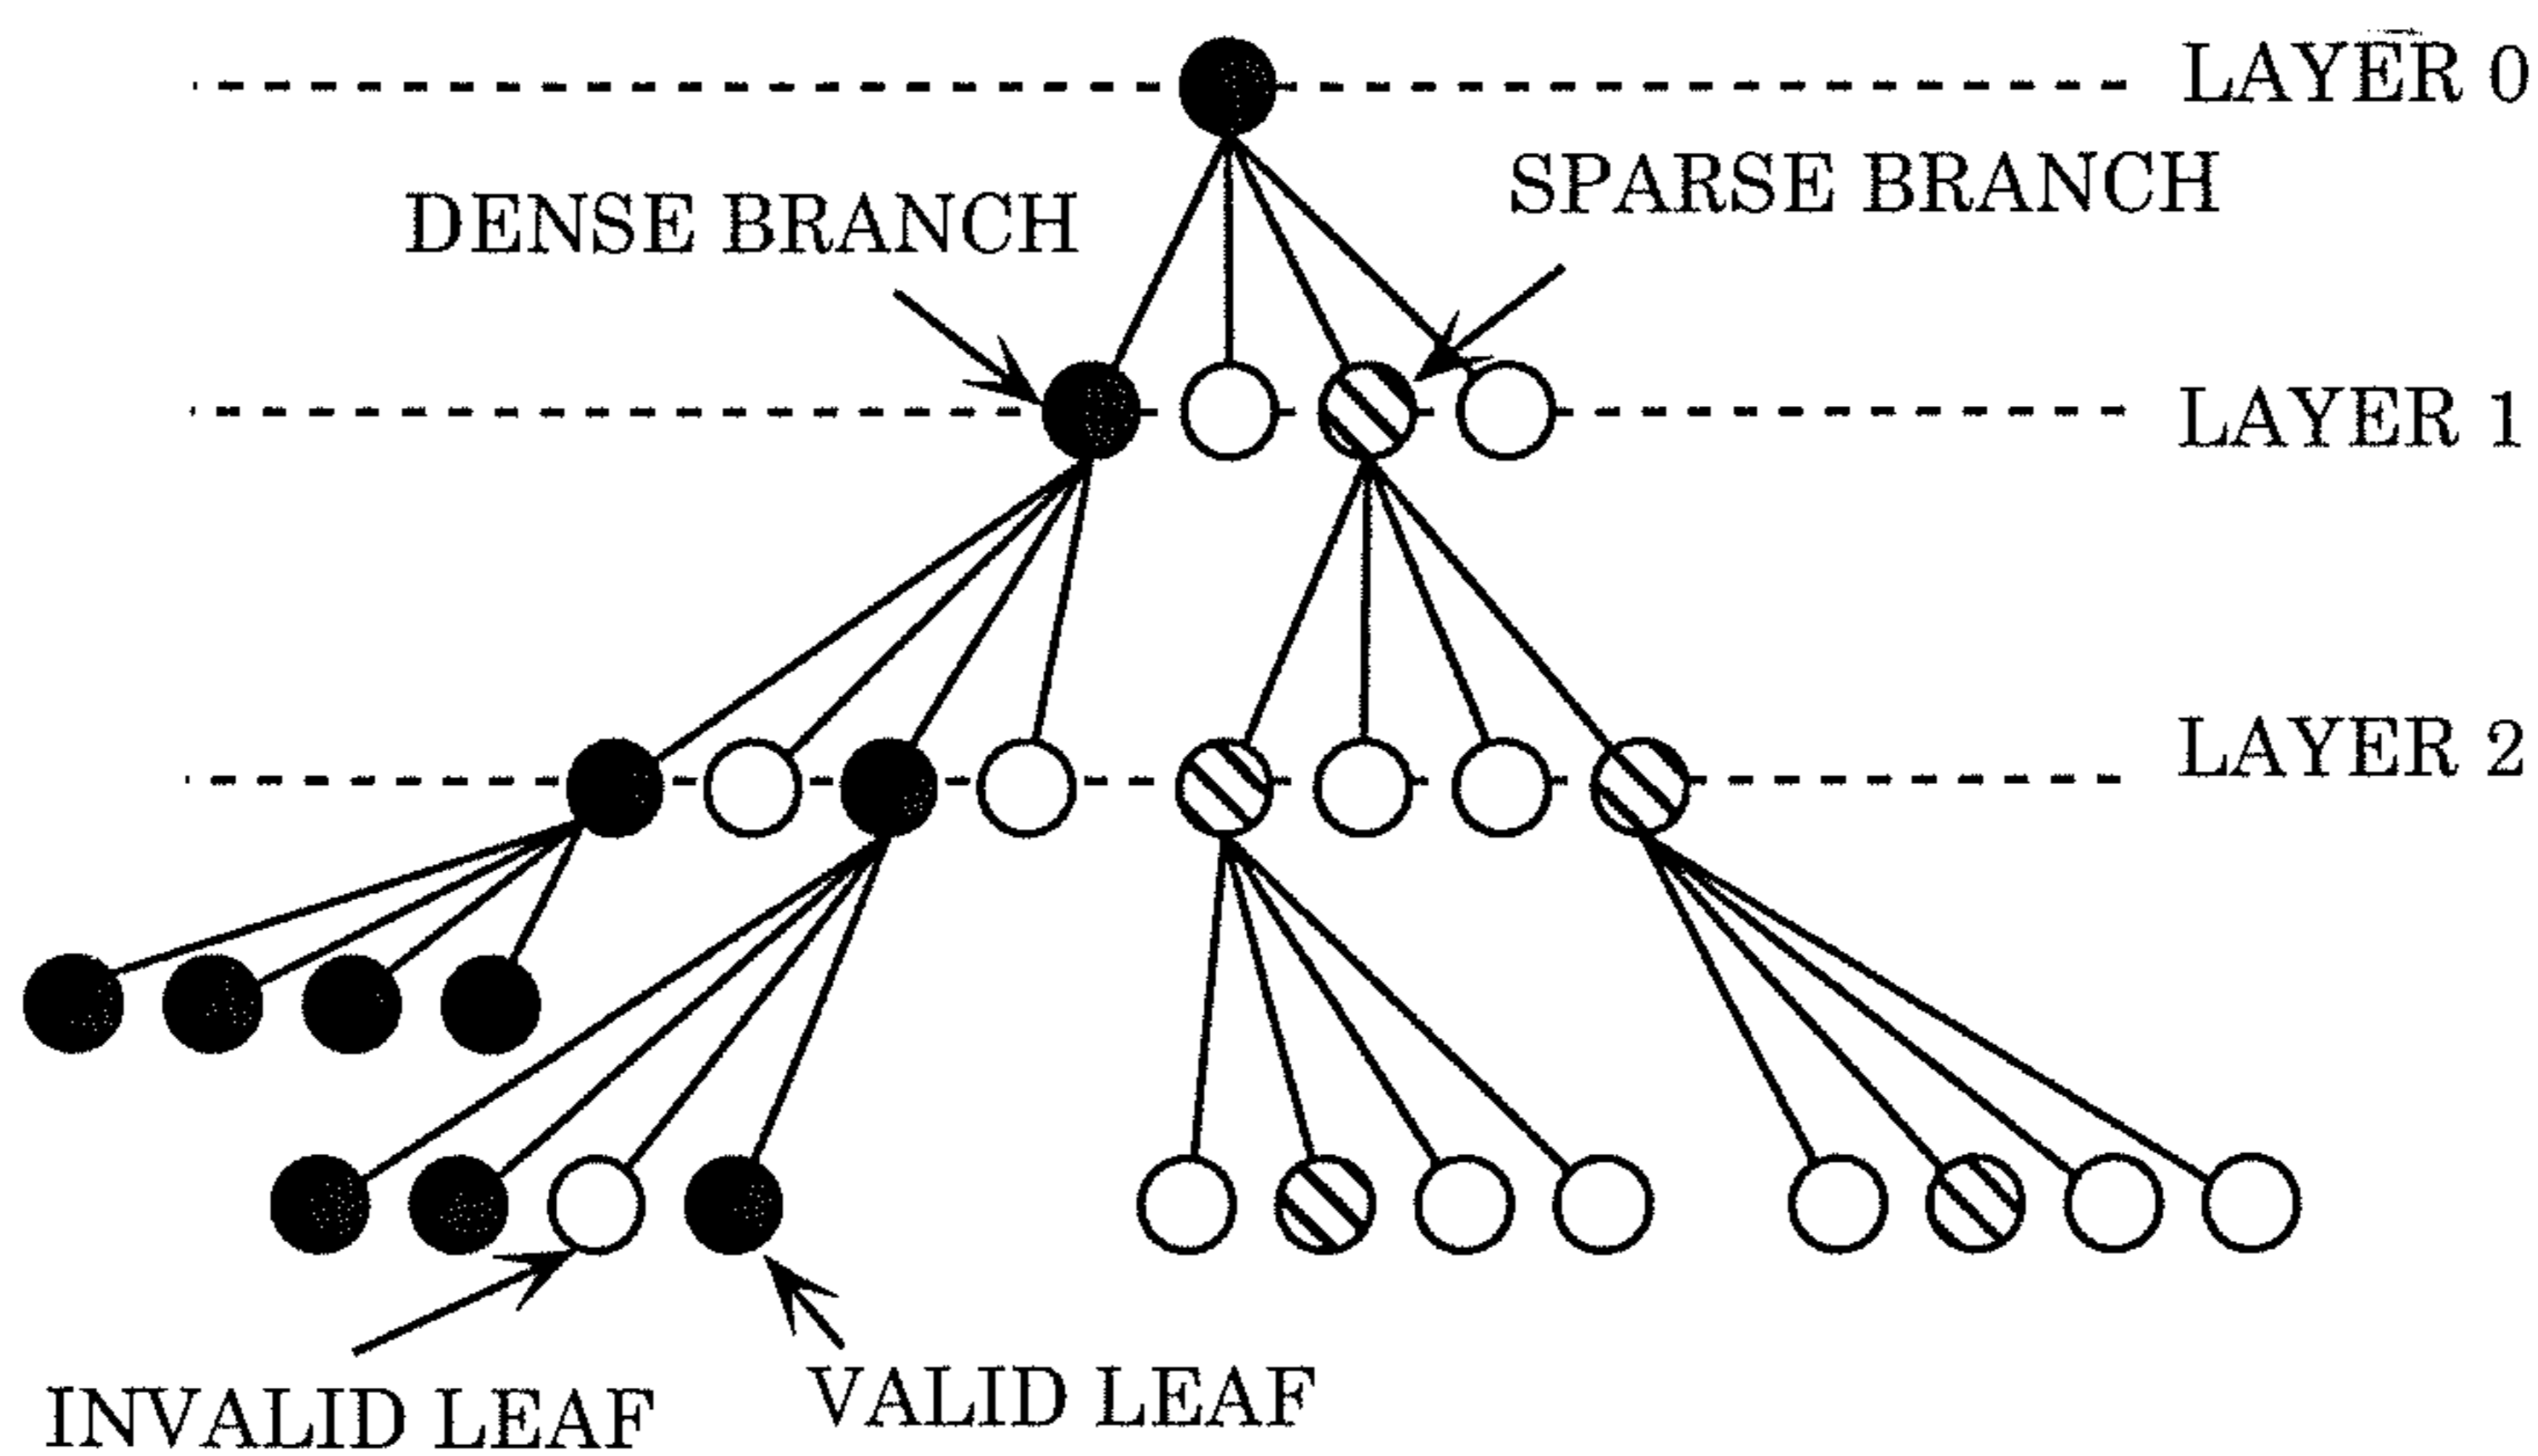 LAYER 0
SPARSE BRANCH
DENSE BRANCH
LAYER 1
LAYER 2
INVALID LEAF
VALID LEAF